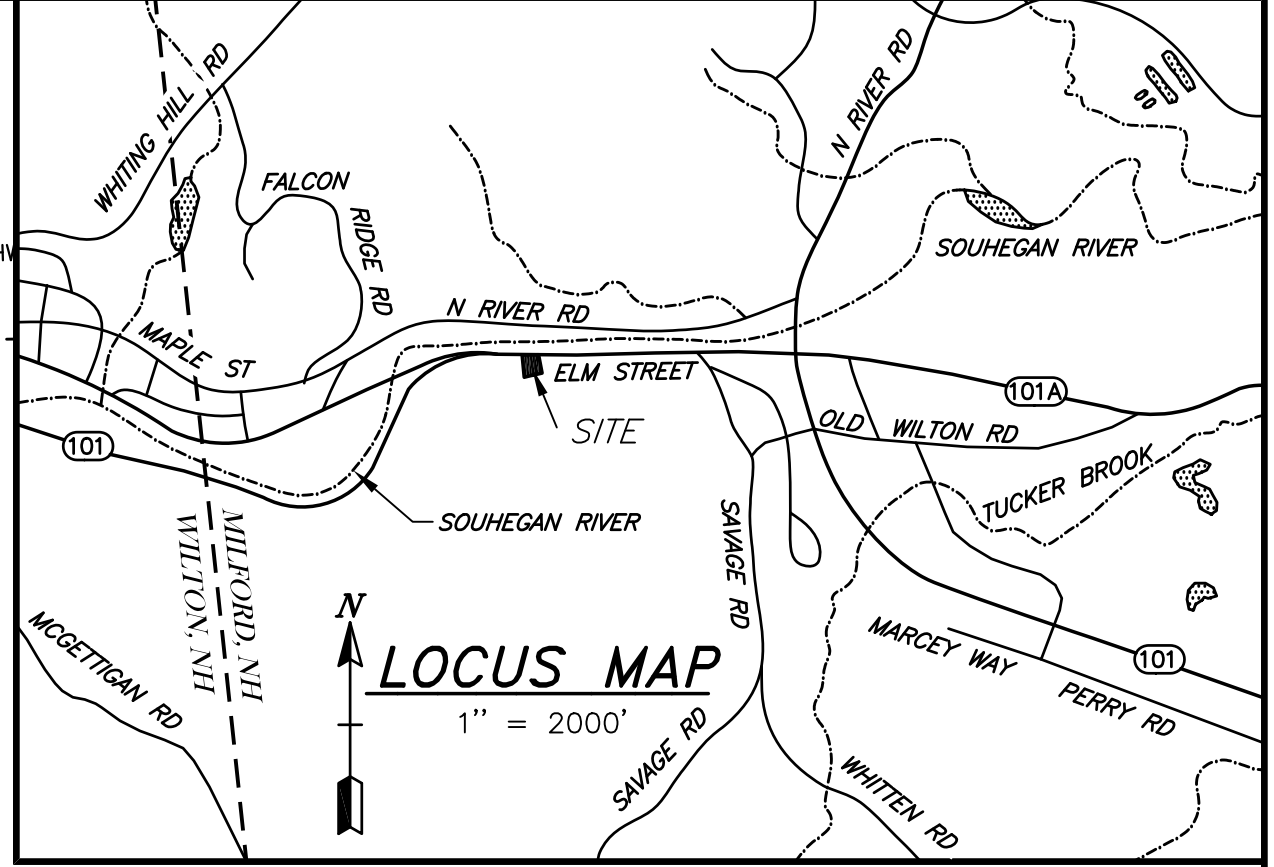 WHITING HILL RD
N RIVER RD
FALCON
RIDGE RD
SOUHEGAN RIVER
N RIVER RD
MAPLE ST
ELM STREET
101A
SITE
OLD WILTON RD
101
TUCKER BROOK
SOUHEGAN RIVER
SAVAGE RD
WILTON, NH
MILFORD, NH
N
MCGETTIGAN RD
LOCUS MAP
1" = 2000'
MARCEY WAY
101
PERRY RD
SAVAGE RD
WHITTEN RD